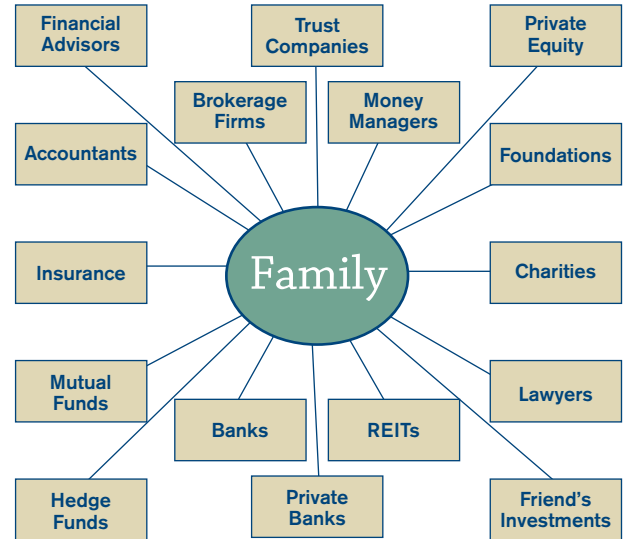 Financial
Advisors
Trust
Companies
Private
Equity
Brokerage
Firms
Money
Managers
Accountants
Foundations
Insurance
Family
Charities
Mutual
Funds
Banks
REITs
Lawyers
Hedge
Funds
Private
Banks
Friend's
Investments